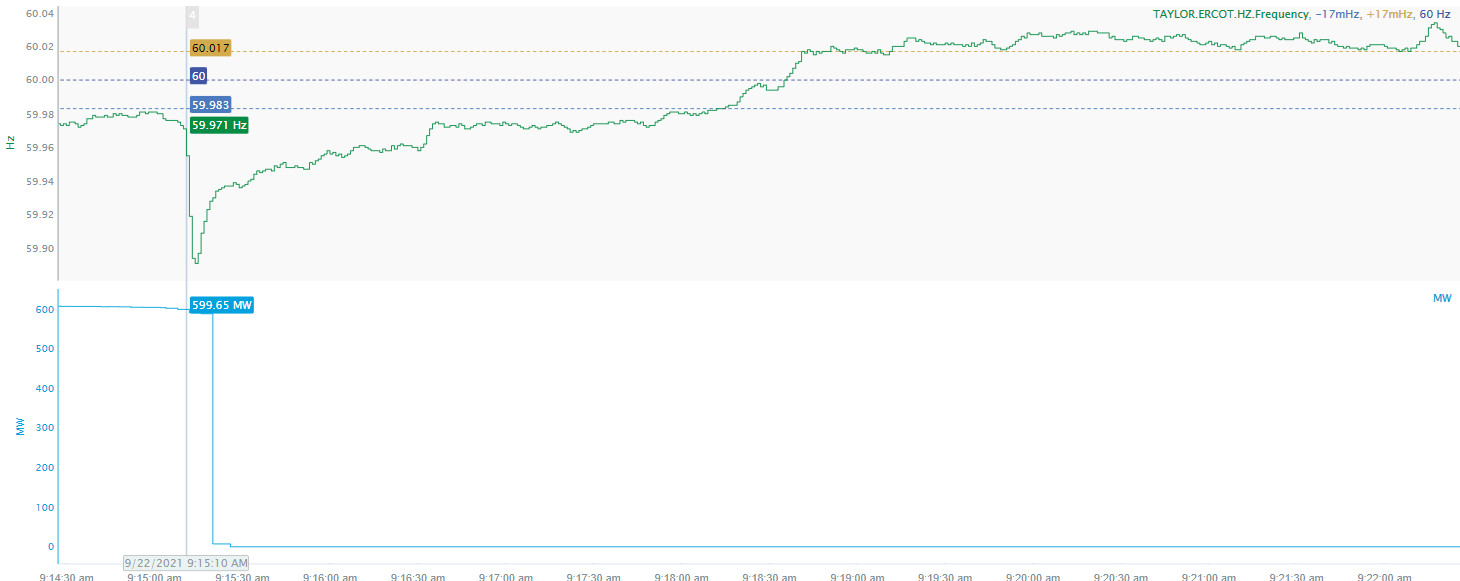 4
TAYLOR.ERCOT.HZ.Frequency, -17mHz, +17mHz, 60 Hz
60.04
60.02
60.00
59.98
59.96
59.94
59.92
59.90
Hz
60.017
60
59.983
59.971 Hz
599.65 MW
MW
600
500
400
300
200
100
0
MW
9/22/2021 9:15:10 AM
9:14:30 am 9:15:00 am 9:15:30 am 9:16:00 am 9:16:30 am 9:17:00 am 9:17:30 am 9:18:00 am 9:18:30 am 9:19:00 am 9:19:30 am 9:20:00 am 9:20:30 am 9:21:00 am 9:21:30 am 9:22:00 am